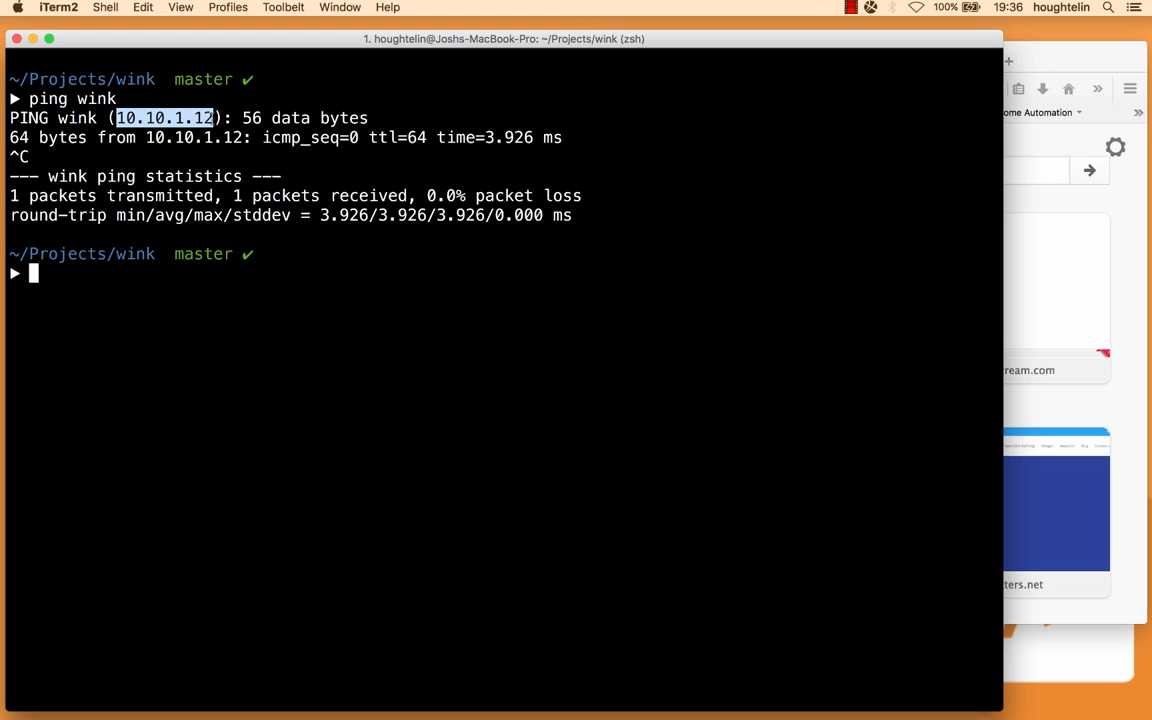 iTerm2 Shell Edit View Profiles Toolbelt Window Help 100% 19:36 houghtelin
1. houghtelin@Joshs-MacBook-Pro: ~/Projects/wink (zsh)
~/Projects/wink master ✔
▶ ping wink
PING wink (10.10.1.12): 56 data bytes
64 bytes from 10.10.1.12: icmp_seq=0 ttl=64 time=3.926 ms
^C
--- wink ping statistics ---
1 packets transmitted, 1 packets received, 0.0% packet loss
round-trip min/avg/max/stddev = 3.926/3.926/3.926/0.000 ms
~/Projects/wink master ✔
▶
ome Automation
ream.com
ters.net